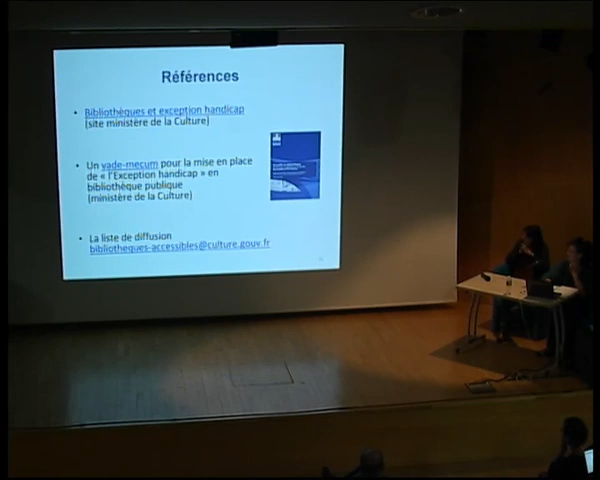 Références
• Bibliothèques et exception handicap
(site ministère de la Culture)
• Un vade-mecum pour la mise en place
de « l'Exception handicap » en
bibliothèque publique
(ministère de la Culture)
• La liste de diffusion
bibliotheques-accessibles@culture.gouv.fr